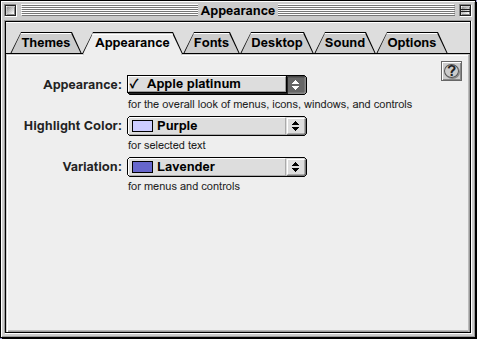 Appearance
Themes Appearance Fonts Desktop Sound Options
?
Appearance: ✓ Apple platinum
for the overall look of menus, icons, windows, and controls
Highlight Color: Purple
for selected text
Variation: Lavender
for menus and controls